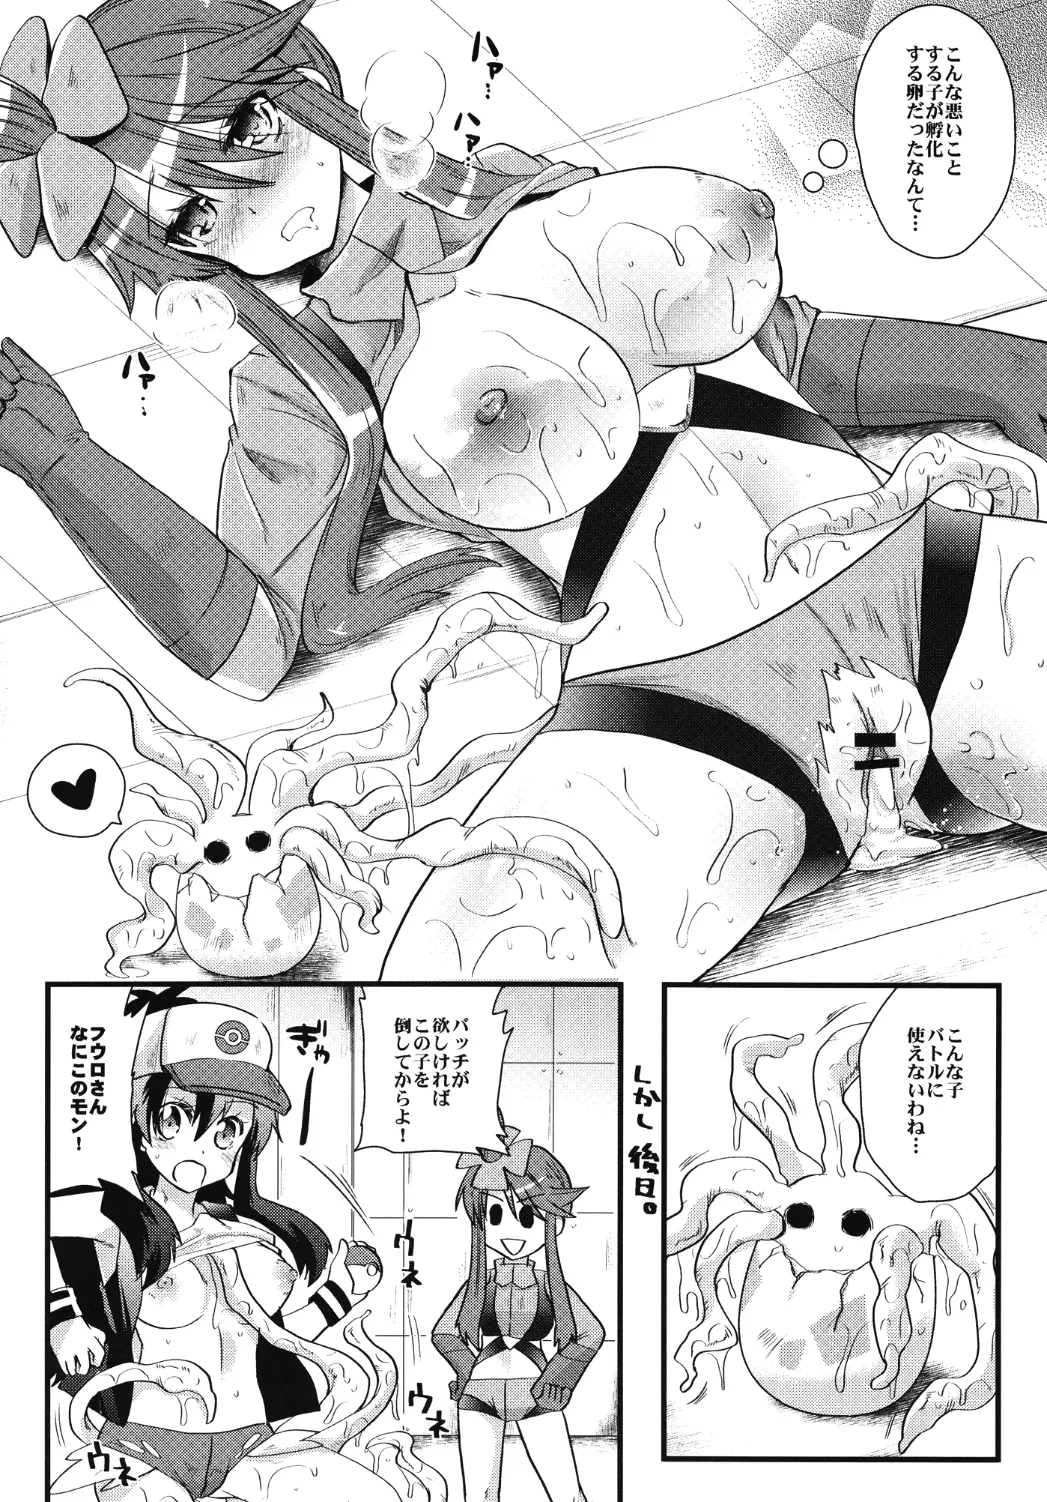 こんな悪いこと
する子が孵化
する卵だったなんて…
ハァ…
ハァ…
ハァ…
こんな子
バトルに
使えないわね…
しかし後日。
バッチが
欲しければ
この子を
倒してからよ！
ぎゃーー
フウロさん
なにこのモン！
ウネ
ウネ
ウネ